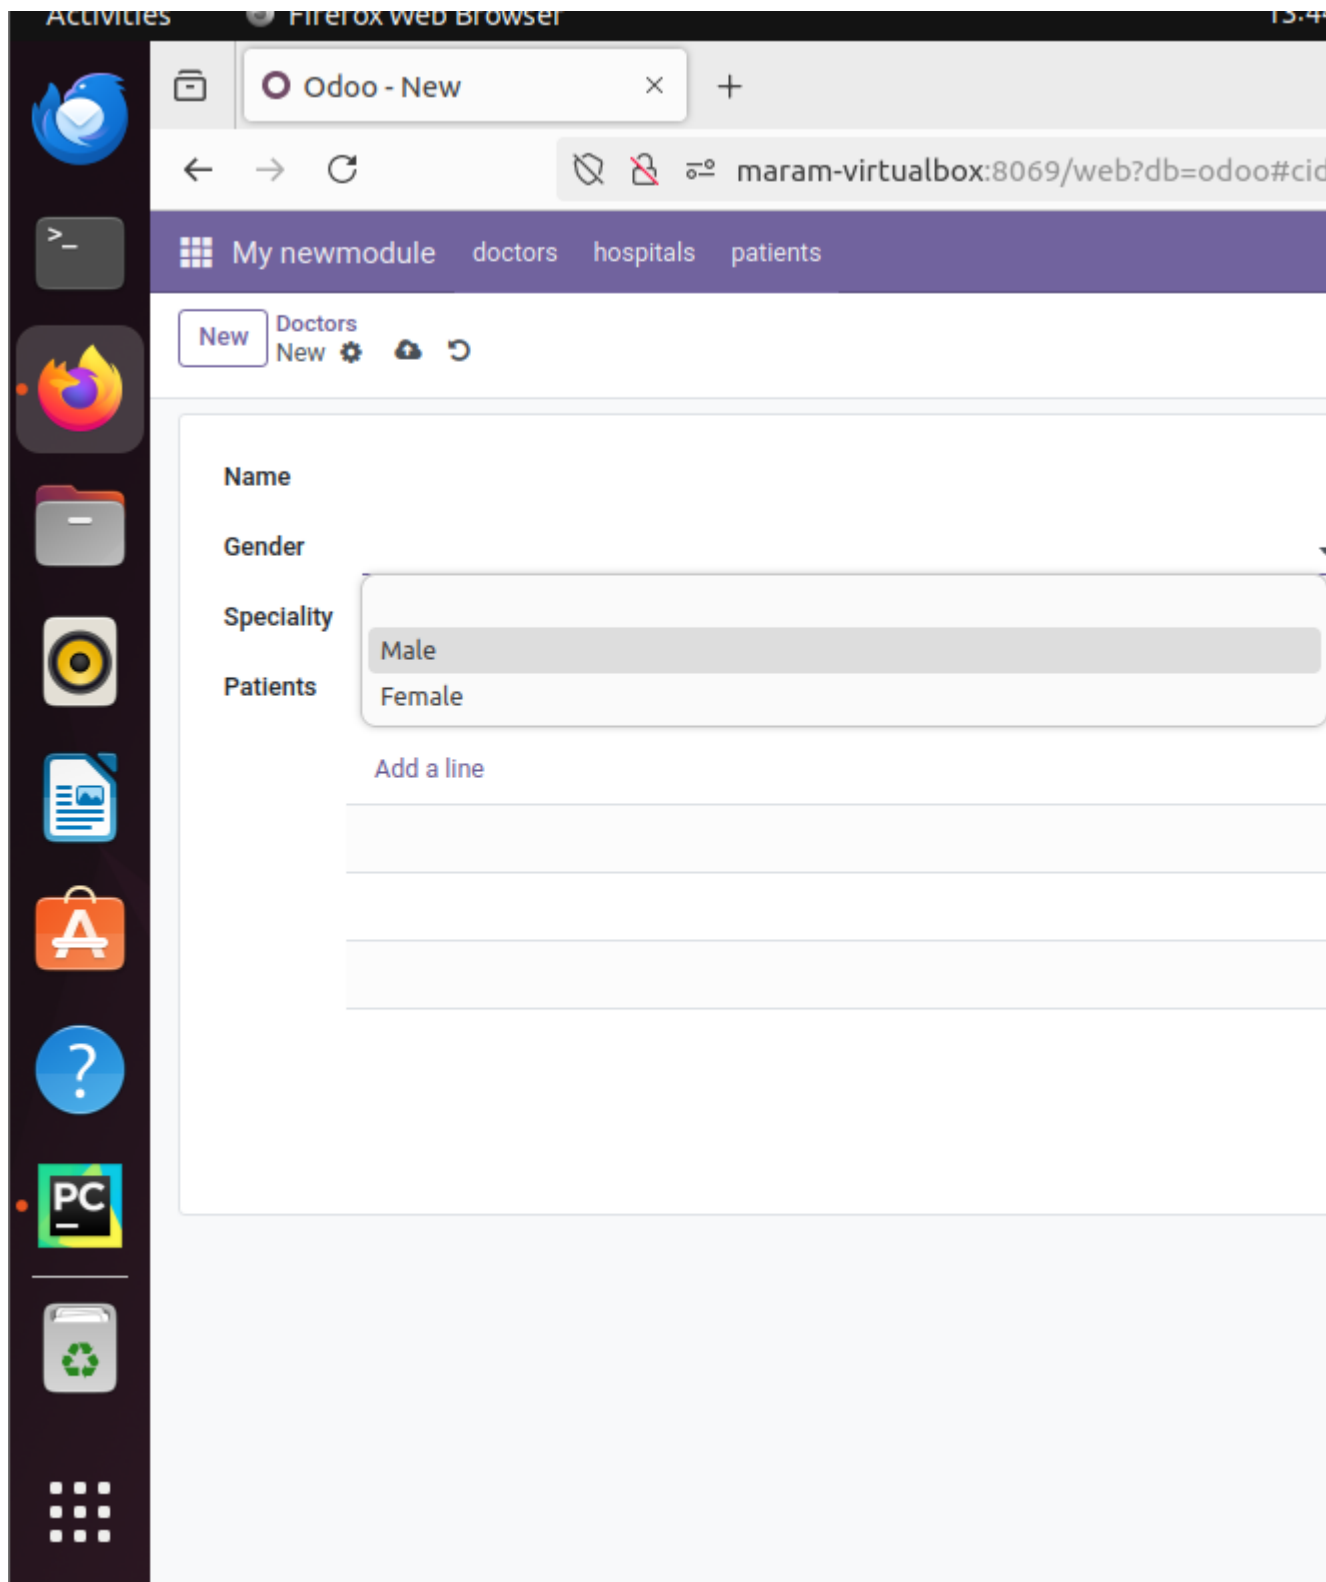 Activities Firefox Web Browser
Odoo - New
maram-virtualbox:8069/web?db=odoo#cid
>_
My newmodule doctors hospitals patients
New Doctors
New
Name
Gender
Speciality
Male
Patients
Female
Add a line
A
?
PC